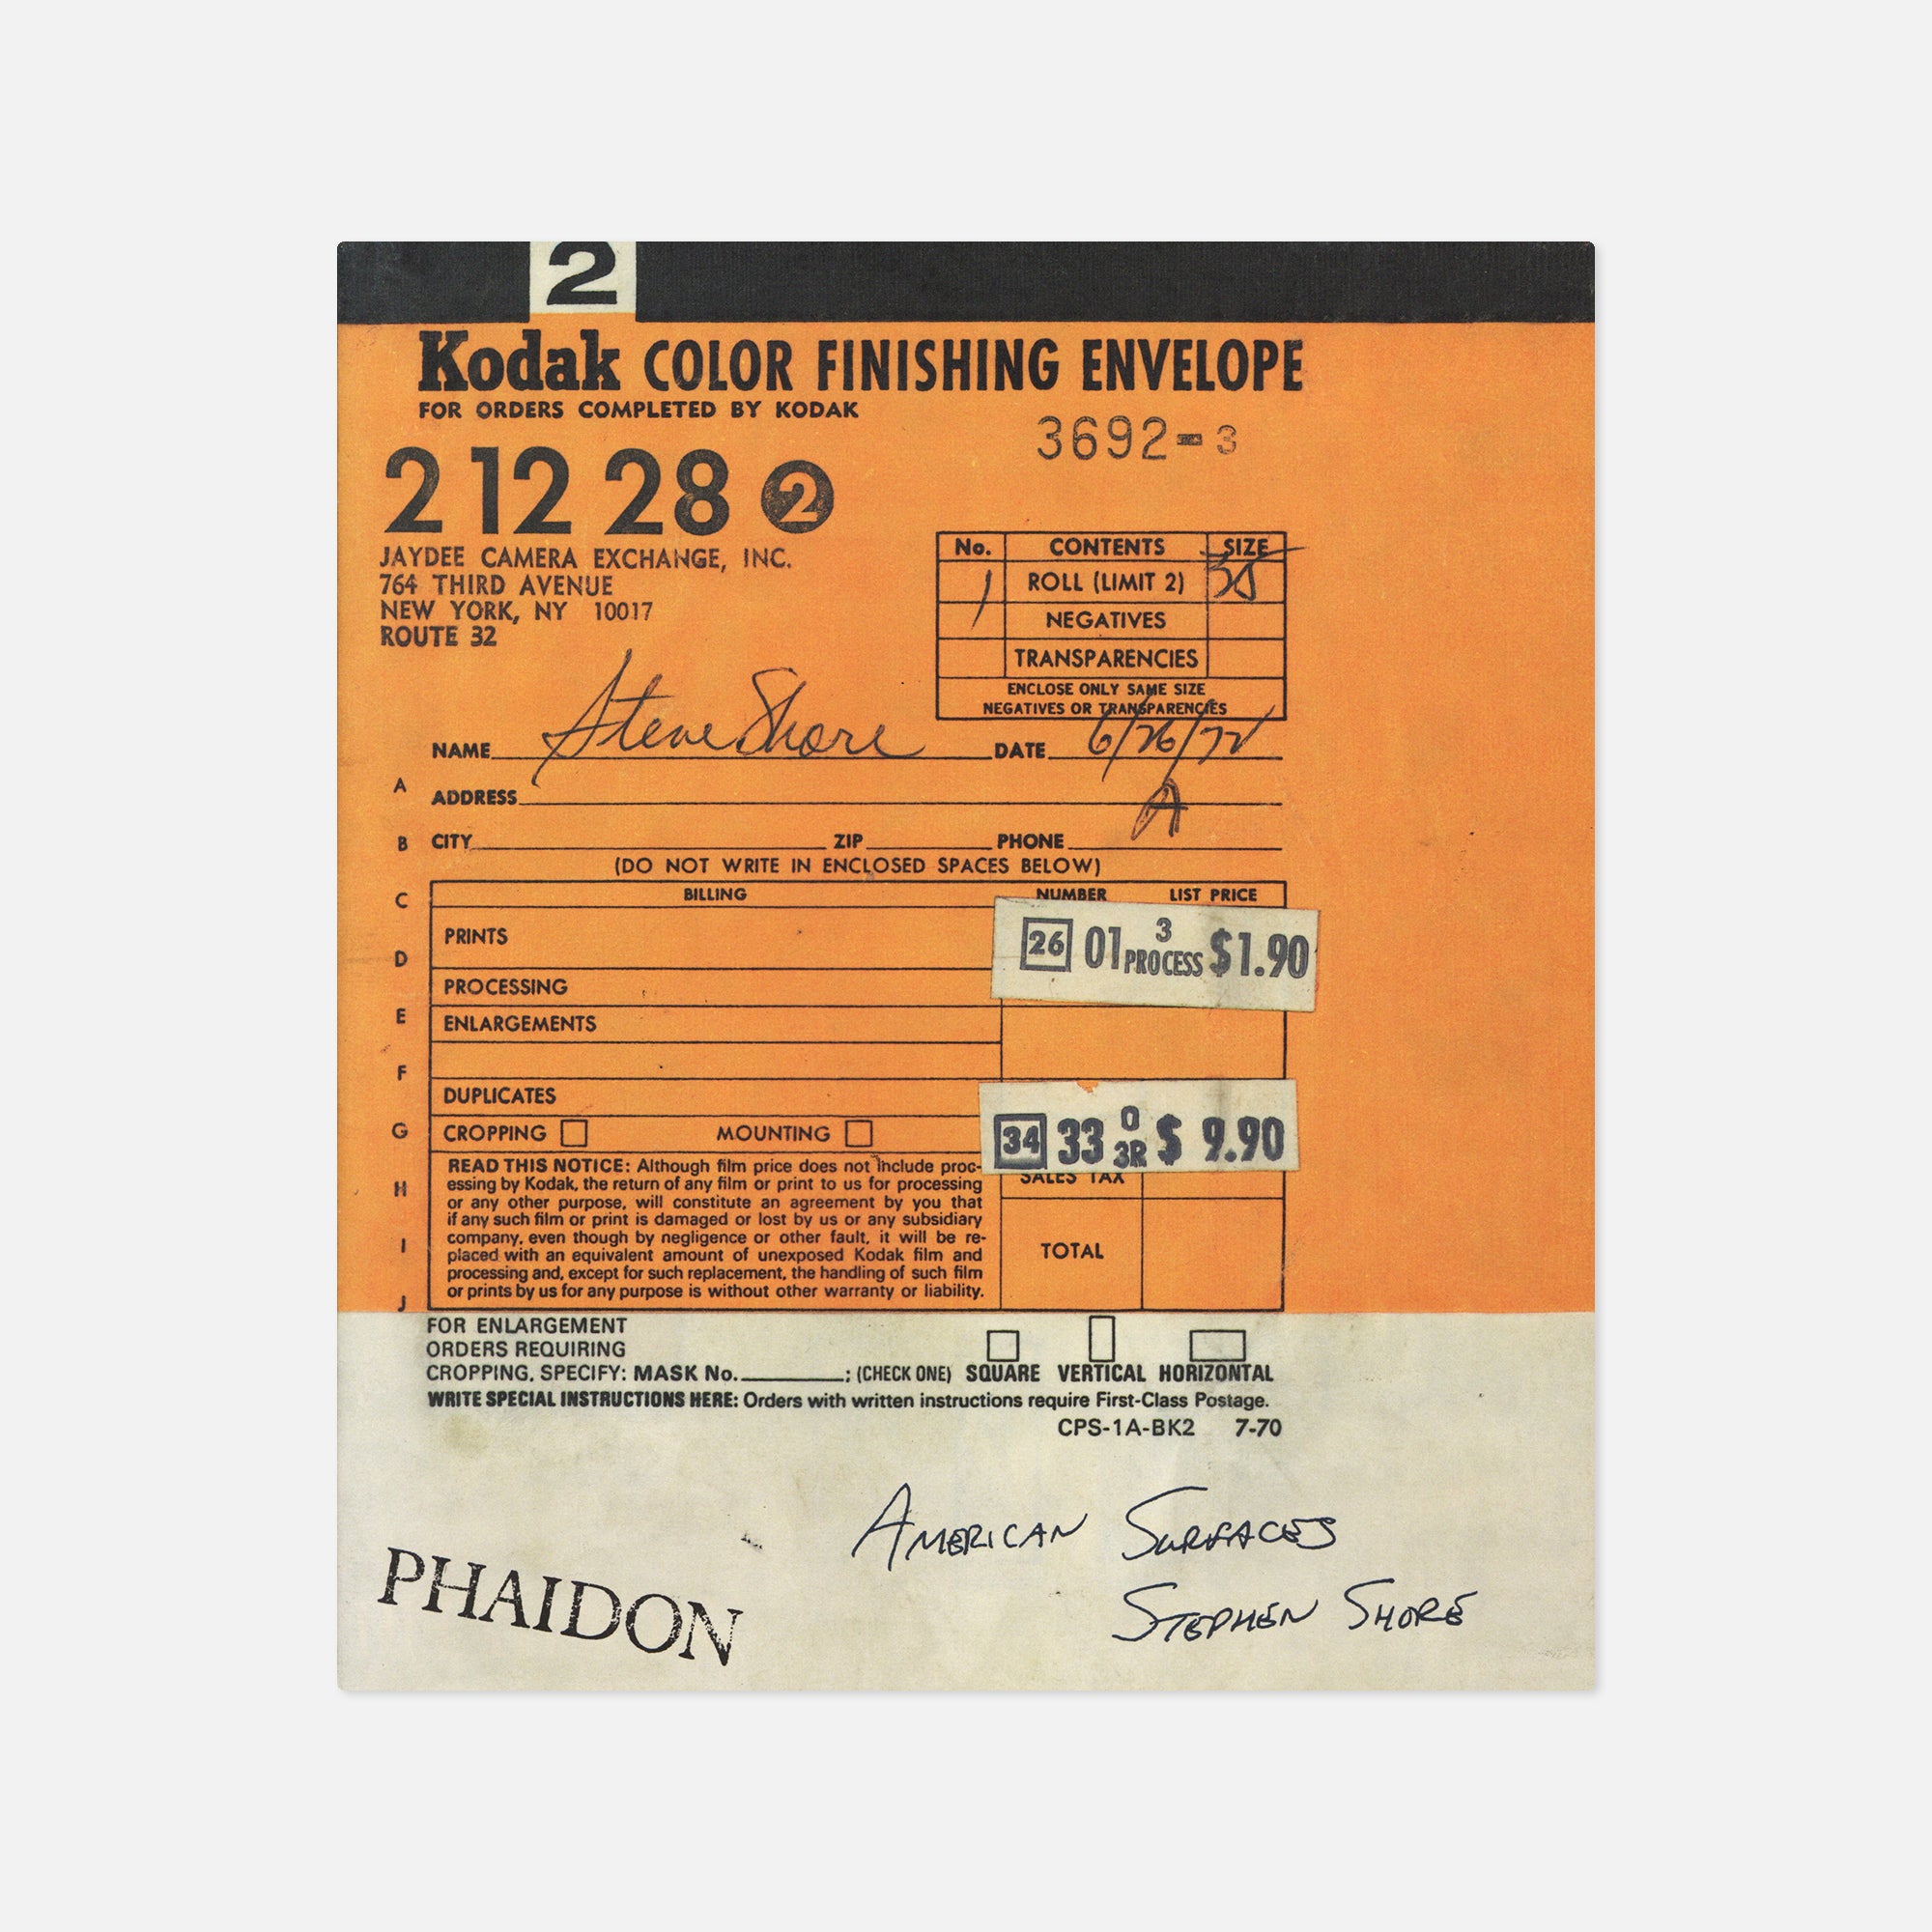 2
Kodak COLOR FINISHING ENVELOPE
FOR ORDERS COMPLETED BY KODAK
3692-3
2 12 28 2
JAYDEE CAMERA EXCHANGE, INC.
764 THIRD AVENUE
NEW YORK, NY 10017
ROUTE 32
No. CONTENTS SIZE
1 ROLL (LIMIT 2) 35
NEGATIVES
TRANSPARENCIES
ENCLOSE ONLY SAME SIZE
NEGATIVES OR TRANSPARENCIES
NAME Steve Shore DATE 6/26/72
A
ADDRESS A
B CITY ZIP PHONE
(DO NOT WRITE IN ENCLOSED SPACES BELOW)
C BILLING NUMBER LIST PRICE
PRINTS 26 01 3 PROCESS $1.90
D
PROCESSING
E ENLARGEMENTS
F
DUPLICATES
G CROPPING MOUNTING 34 33 0 3R $ 9.90
READ THIS NOTICE: Although film price does not include proc-
essing by Kodak, the return of any film or print to us for processing
SALES TAX
H
or any other purpose, will constitute an agreement by you that
if any such film or print is damaged or lost by us or any subsidiary
company, even though by negligence or other fault, it will be re-
I
placed with an equivalent amount of unexposed Kodak film and
TOTAL
processing and, except for such replacement, the handling of such film
or prints by us for any purpose is without other warranty or liability.
J
FOR ENLARGEMENT
ORDERS REQUIRING
CROPPING, SPECIFY: MASK No. ; (CHECK ONE) SQUARE VERTICAL HORIZONTAL
WRITE SPECIAL INSTRUCTIONS HERE: Orders with written instructions require First-Class Postage.
CPS-1A-BK2 7-70
AMERICAN SURFACES
STEPHEN SHORE
PHAIDON